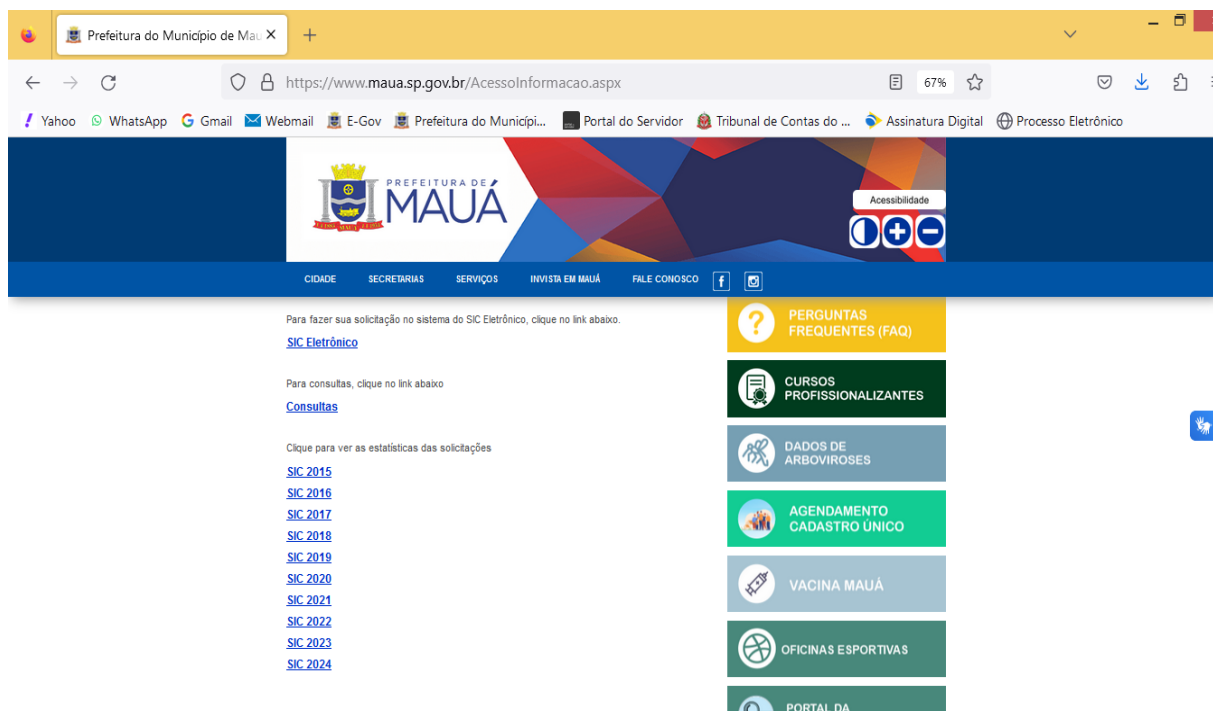 Prefeitura do Município de Mau
https://www.maua.sp.gov.br/AcessoInformacao.aspx
67%
Yahoo
WhatsApp
Gmail
Webmail
E-Gov
Prefeitura do Municípi...
Portal do Servidor
Tribunal de Contas do ...
Assinatura Digital
Processo Eletrônico
PREFEITURA DE
MAUÁ
Acessibilidade
CIDADE
SECRETARIAS
SERVIÇOS
INVISTA EM MAUÁ
FALE CONOSCO
Para fazer sua solicitação no sistema do SIC Eletrônico, clique no link abaixo.
SIC Eletrônico
Para consultas, clique no link abaixo
Consultas
Clique para ver as estatísticas das solicitações
SIC 2015
SIC 2016
SIC 2017
SIC 2018
SIC 2019
SIC 2020
SIC 2021
SIC 2022
SIC 2023
SIC 2024
PERGUNTAS
FREQUENTES (FAQ)
CURSOS
PROFISSIONALIZANTES
DADOS DE
ARBOVIROSES
AGENDAMENTO
CADASTRO ÚNICO
VACINA MAUÁ
OFICINAS ESPORTIVAS
PORTAL DA